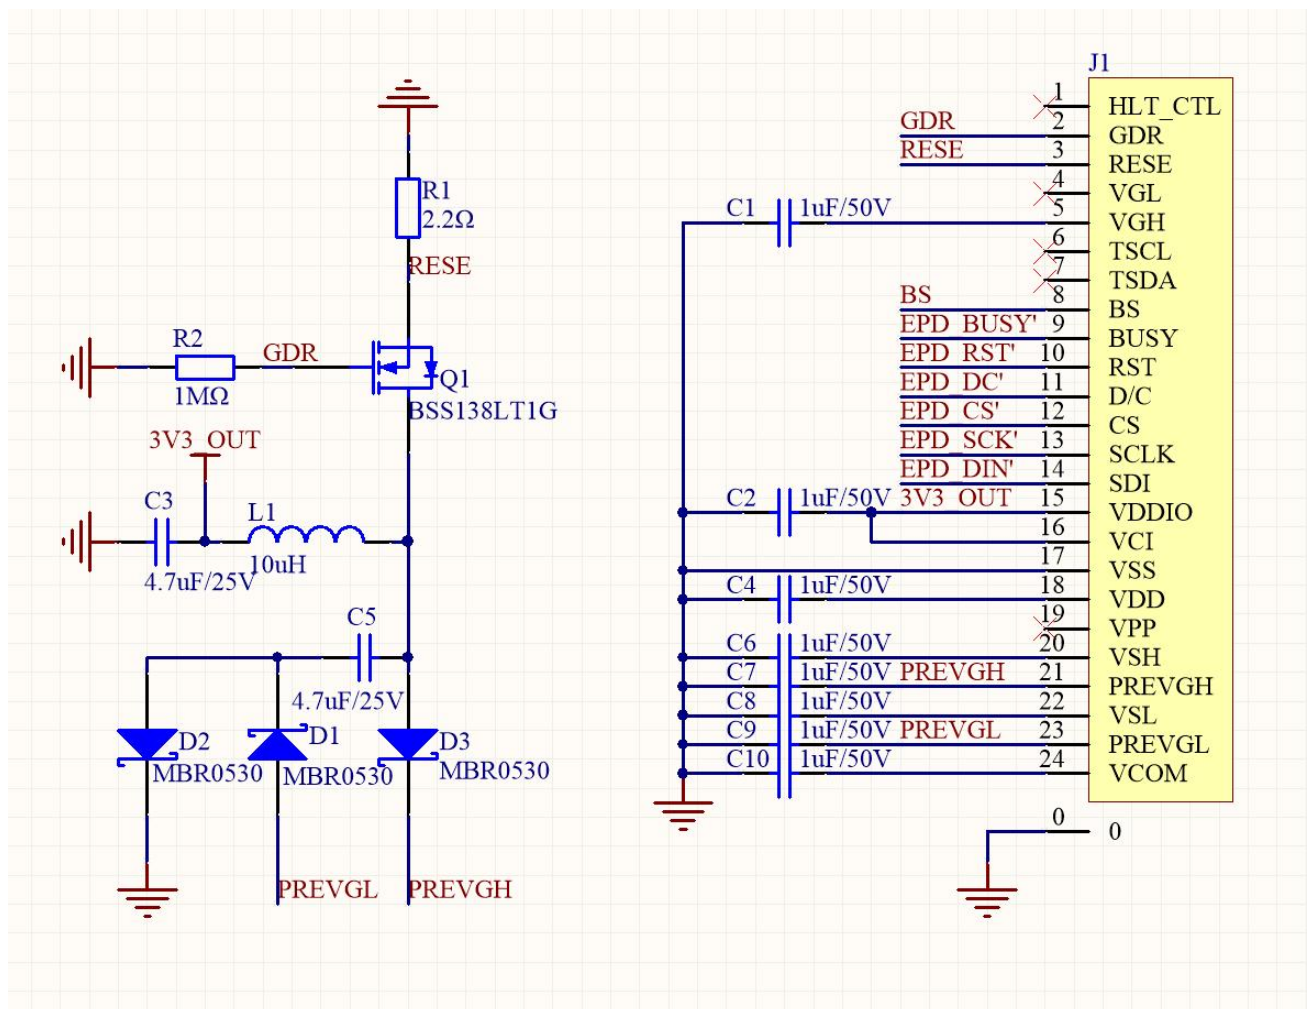 R1
2.2Ω
RESE
R2
GDR
1MΩ
Q1
BSS138LT1G
3V3_OUT
C3
L1
10uH
4.7uF/25V
C5
4.7uF/25V
D2
MBR0530
D1
MBR0530
D3
MBR0530
PREVGL
PREVGH
J1
1 HLT_CTL
GDR 2 GDR
RESE 3 RESE
4 VGL
C1 1uF/50V 5 VGH
6 TSCL
7 TSDA
BS 8 BS
EPD_BUSY' 9 BUSY
EPD_RST' 10 RST
EPD_DC' 11 D/C
EPD_CS' 12 CS
EPD_SCK' 13 SCLK
EPD_DIN' 14 SDI
C2 1uF/50V 3V3_OUT 15 VDDIO
16 VCI
17 VSS
C4 1uF/50V 18 VDD
19 VPP
C6 1uF/50V 20 VSH
C7 1uF/50V PREVGH 21 PREVGH
C8 1uF/50V 22 VSL
C9 1uF/50V PREVGL 23 PREVGL
C10 1uF/50V 24 VCOM
0 0